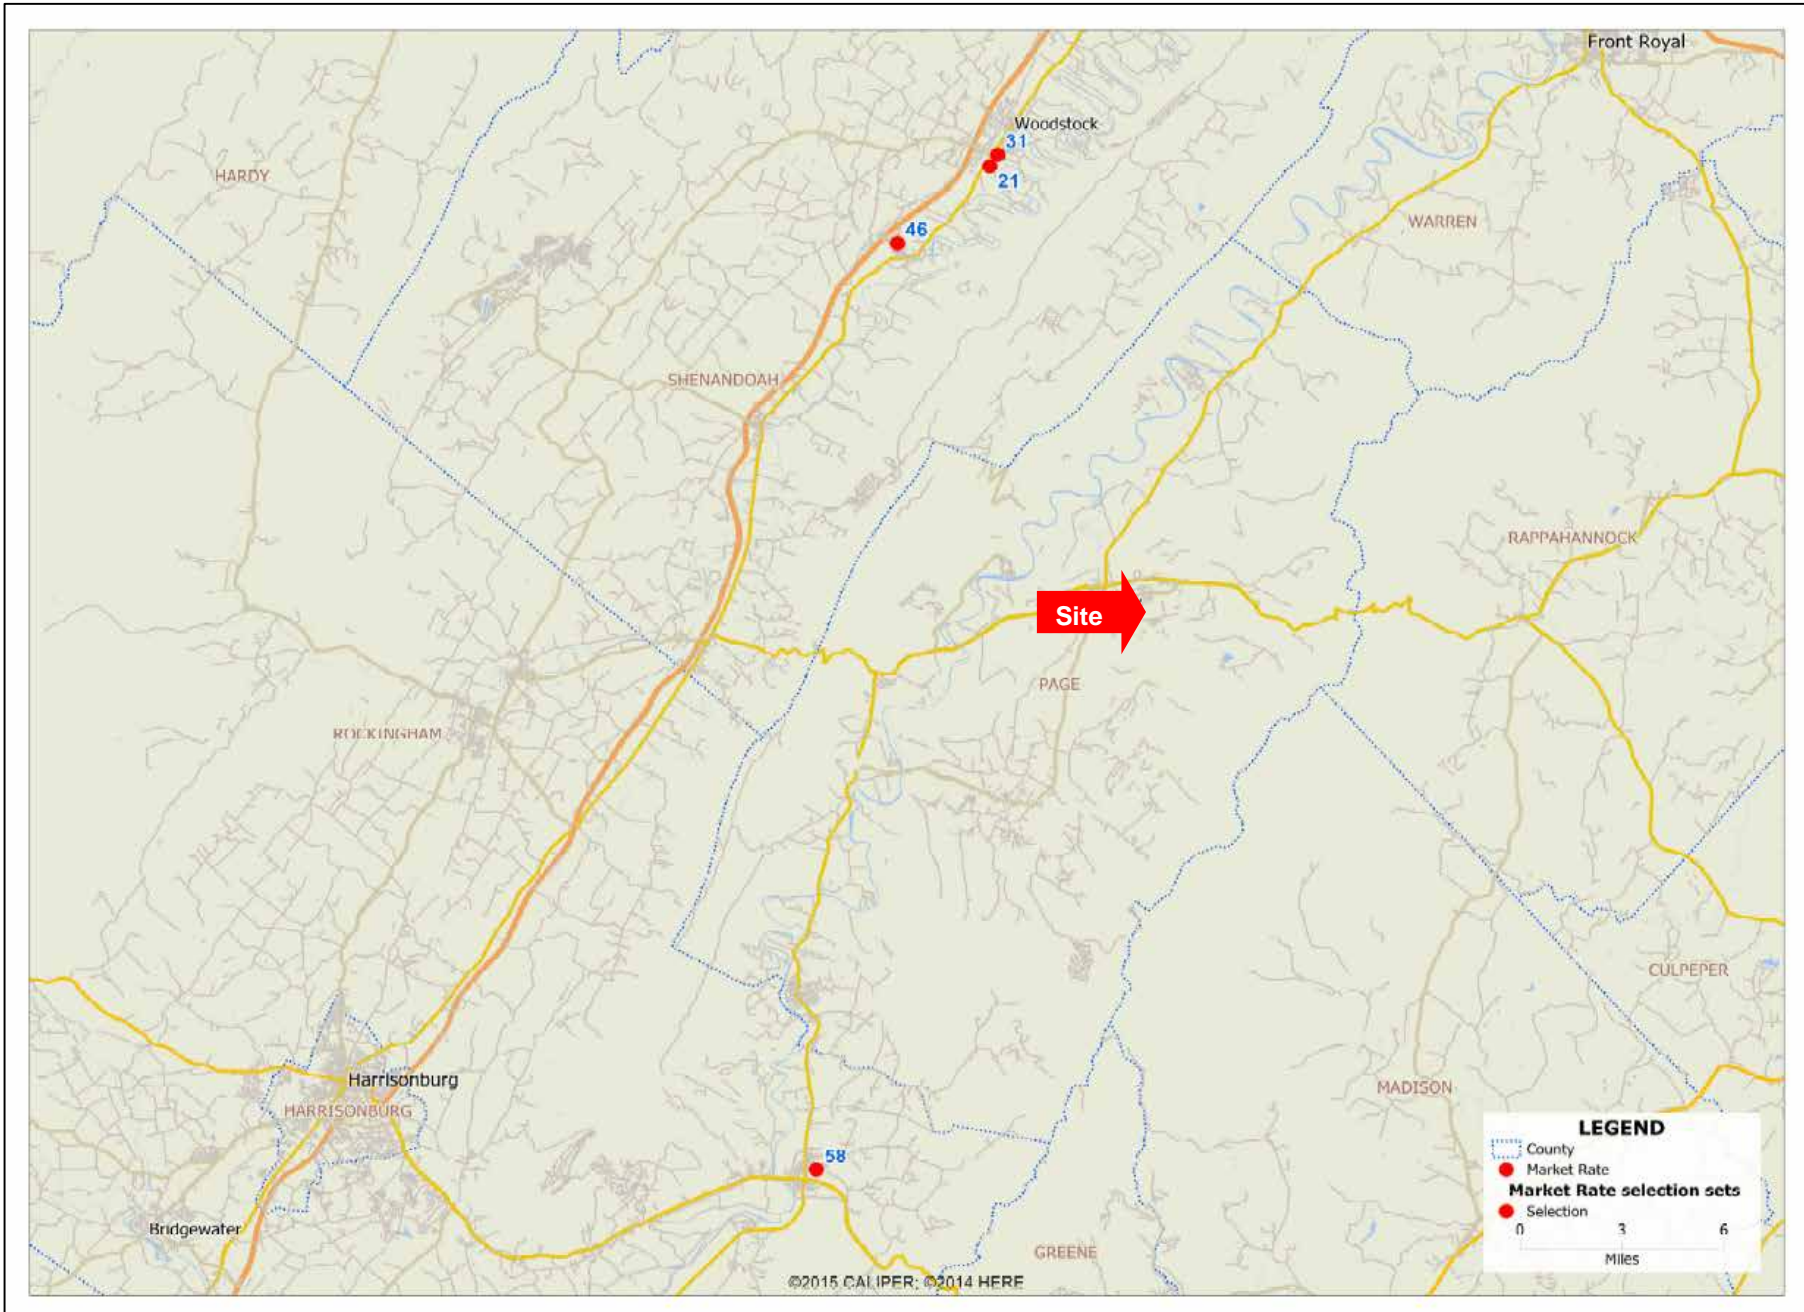 Front Royal
Woodstock
31
HARDY
21
WARREN
46
SHENANDOAH
RAPPAHANNOCK
Site
PAGE
ROCKINGHAM
CULPEPER
Harrisonburg
MADISON
HARRISONBURG
LEGEND
County
58
Market Rate
Market Rate selection sets
Selection
Bridgewater
0 3 6
GREENE
Miles
©2015 CALIPER; ©2014 HERE